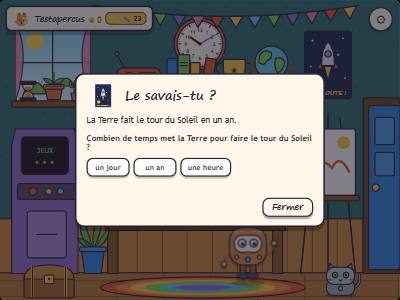 Testapercus
0
23
JEUX
OUTE !
Le savais-tu ?
La Terre fait le tour du Soleil en un an.
Combien de temps met la Terre pour faire le tour du Soleil
?
un jour
un an
une heure
Fermer